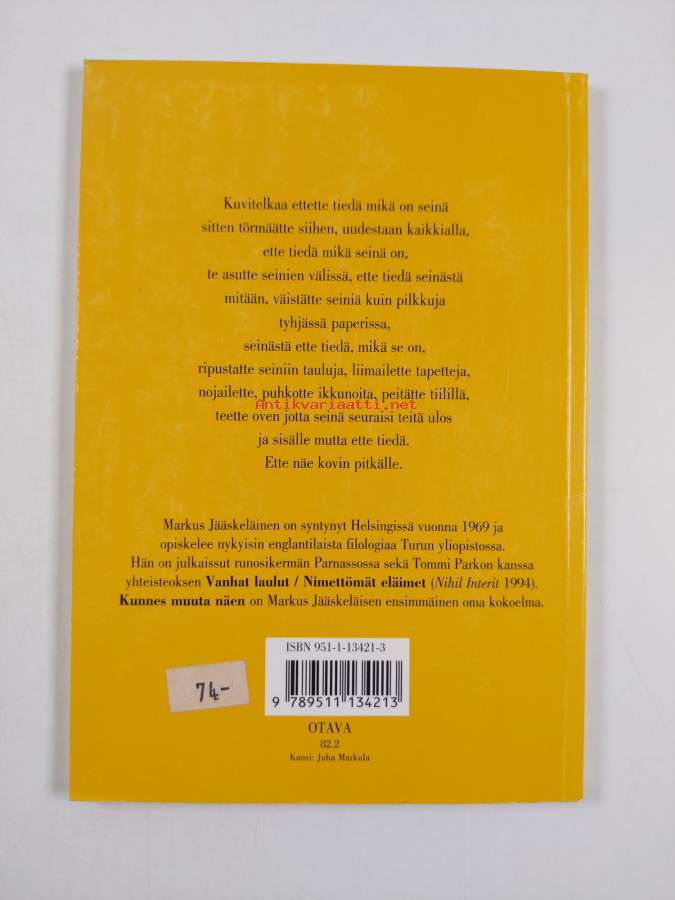 Kuvitelkaa ettette tiedä mikä on seinä
sitten törmäätte siihen, uudestaan kaikkialla,
ette tiedä mikä seinä on,
te asutte seinien välissä, ette tiedä seinästä
mitään, väistätte seiniä kuin pilkkuja
tyhjässä paperissa,
seinästä ette tiedä, mikä se on,
ripustatte seiniin tauluja, liimailette tapetteja,
nojailette, puhkotte ikkunoita, peitätte tiilillä,
Antikvariaatti.net
teette oven jotta seinä seuraisi teitä ulos
ja sisälle mutta ette tiedä.
Ette näe kovin pitkälle.
Markus Jääskeläinen on syntynyt Helsingissä vuonna 1969 ja
opiskelee nykyisin englantilaista filologiaa Turun yliopistossa.
Hän on julkaissut runosikermän Parnassossa sekä Tommi Parkon kanssa
yhteisteoksen Vanhat laulut / Nimettömät eläimet (Nihil Interit 1994).
Kunnes muuta näen on Markus Jääskeläisen ensimmäinen oma kokoelma.
ISBN 951-1-13421-3
9 789511 134213
74-
OTAVA
82.2
Kansi: Juha Markula